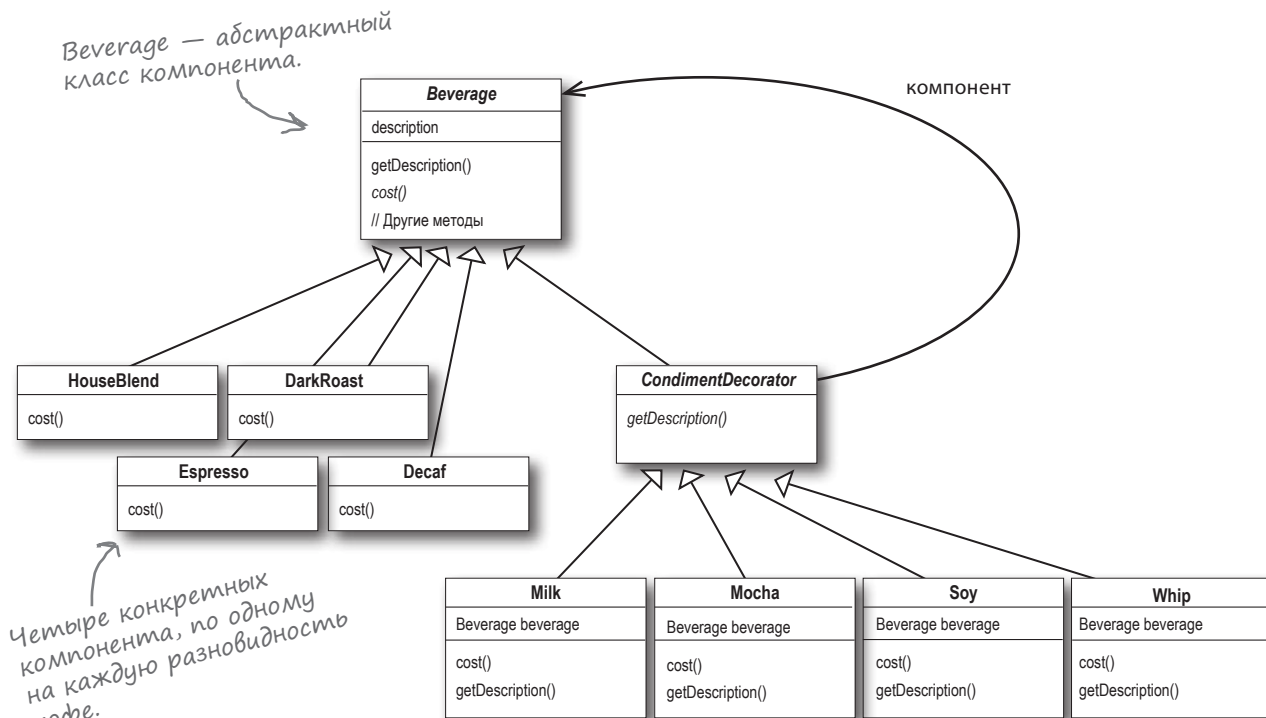 Beverage — абстрактный
класс компонента.
Beverage
description
getDescription()
cost()
// Другие методы
компонент
HouseBlend
cost()
DarkRoast
cost()
Espresso
cost()
Decaf
cost()
CondimentDecorator
getDescription()
Четыре конкретных
компонента, по одному
на каждую разновидность
Milk
Beverage beverage
cost()
getDescription()
Mocha
Beverage beverage
cost()
getDescription()
Soy
Beverage beverage
cost()
getDescription()
Whip
Beverage beverage
cost()
getDescription()